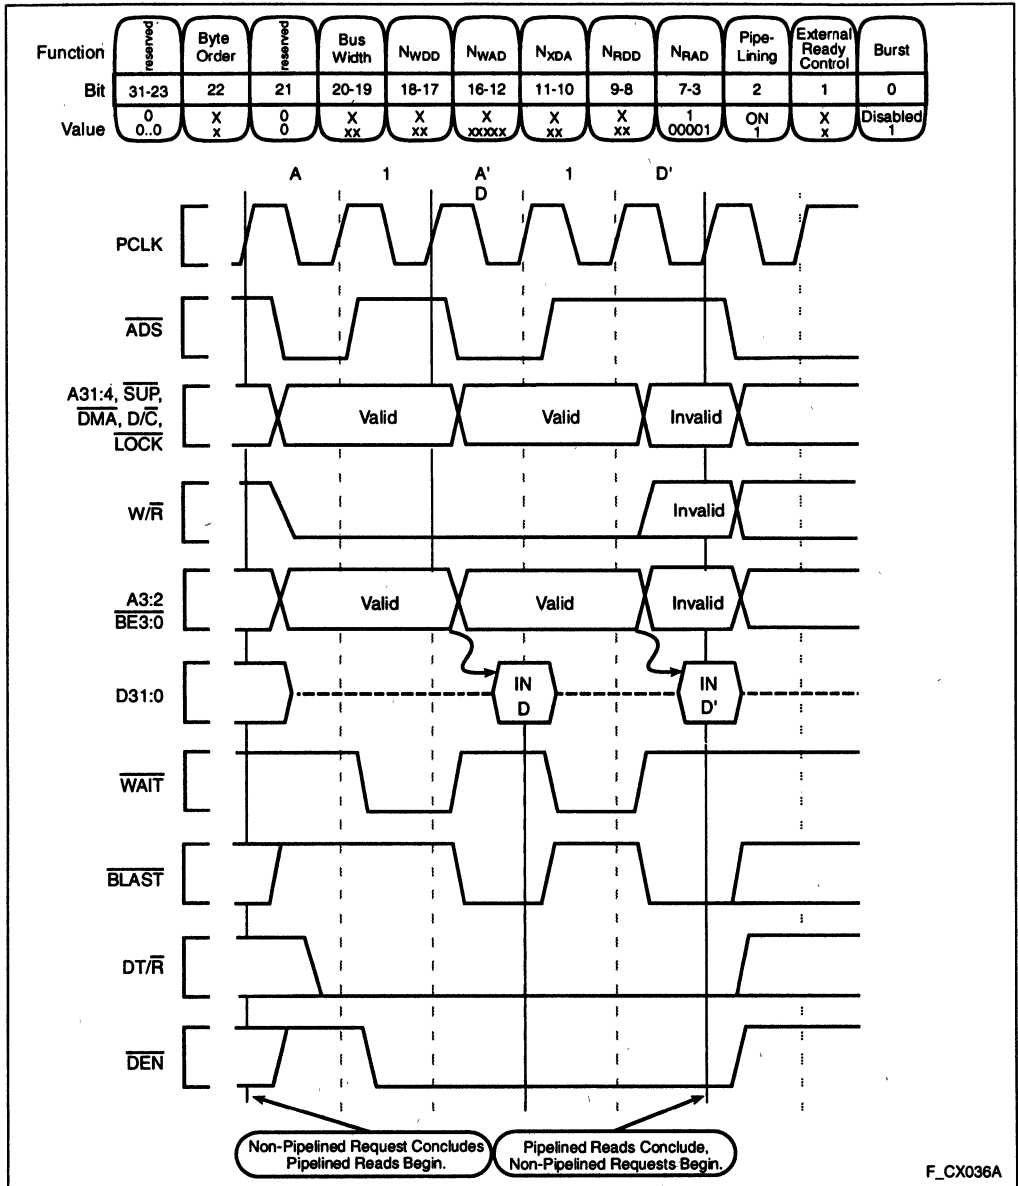 Function reserved Byte Order reserved Bus Width NWDD NWAD NXDA NRDD NRAD Pipe-Lining External Ready Control Burst
Bit 31-23 22 21 20-19 18-17 16-12 11-10 9-8 7-3 2 1 0
Value 0 X 0 X X X X X 1 ON X Disabled
0..0 x 0 xx xx xxxxx xx xx 00001 1 x 1
A 1 A' 1 D'
D
PCLK
ADS
A31:4, SUP,
DMA, D/C,
LOCK
Valid Valid Invalid
W/R
Invalid
A3:2
BE3:0
Valid Valid Invalid
D31:0
IN IN
D D'
WAIT
BLAST
DT/R
DEN
Non-Pipelined Request Concludes
Pipelined Reads Begin.
Pipelined Reads Conclude,
Non-Pipelined Requests Begin.
F_CX036A